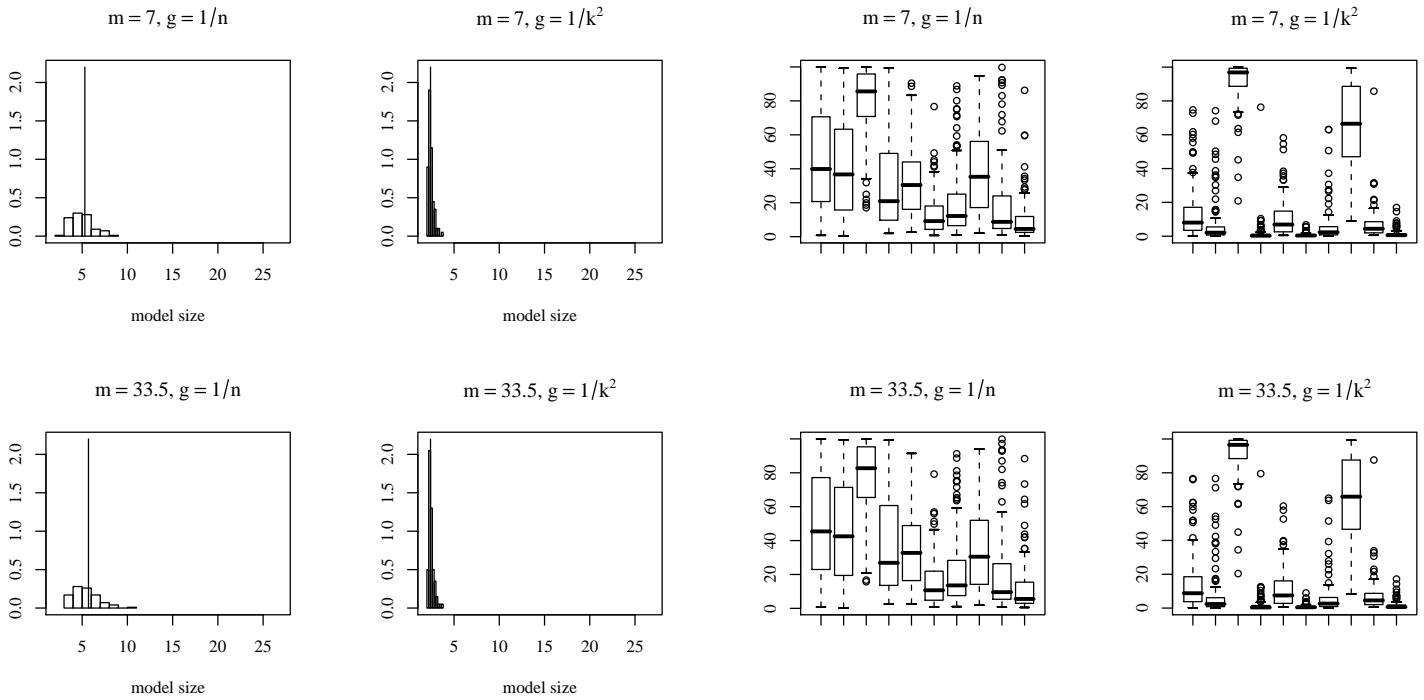 m = 7, g = 1/n
m = 7, g = 1/k²
m = 7, g = 1/n
m = 7, g = 1/k²
0.0 0.5 1.0 1.5 2.0
5 10 15 20 25
model size
5 10 15 20 25
model size
0 20 40 60 80
0 20 40 60 80
m = 33.5, g = 1/n
m = 33.5, g = 1/k²
m = 33.5, g = 1/n
m = 33.5, g = 1/k²
0.0 0.5 1.0 1.5 2.0
0.0 0.5 1.0 1.5 2.0
5 10 15 20 25
model size
0.0 0.5 1.0 1.5 2.0
5 10 15 20 25
model size
0 20 40 60 80
0 20 40 60 80